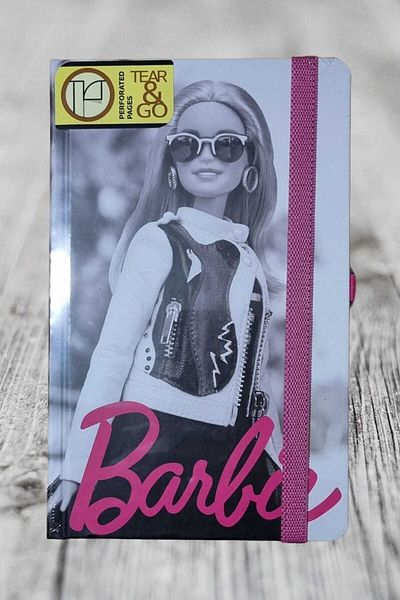 PERFORATED
PAGES
TEAR
&
GO
Barbie